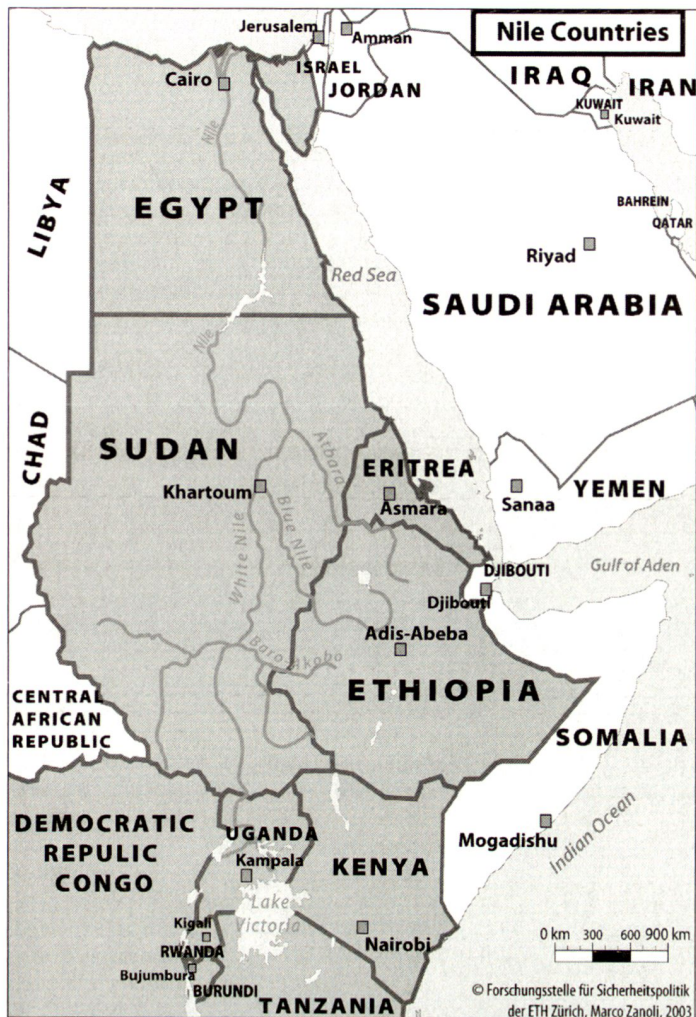 Nile Countries
Jerusalem
Amman
ISRAEL
JORDAN
IRAQ
IRAN
KUWAIT
Kuwait
Cairo
Nile
LIBYA
EGYPT
BAHREIN
QATAR
Riyad
Red Sea
SAUDI ARABIA
Nile
CHAD
SUDAN
Atbara
ERITREA
Khartoum
Asmara
Sanaa
YEMEN
White Nile
Blue Nile
DJIBOUTI
Djibouti
Gulf of Aden
Baro-Akobo
Adis-Abeba
ETHIOPIA
CENTRAL
AFRICAN
REPUBLIC
SOMALIA
DEMOCRATIC
REPULIC
CONGO
UGANDA
Kampala
KENYA
Mogadishu
Indian Ocean
Lake
Victoria
Kigali
RWANDA
Nairobi
Bujumbura
BURUNDI
TANZANIA
0 km 300 600 900 km
© Forschungsstelle für Sicherheitspolitik
der ETH Zürich, Marco Zanoli, 2003